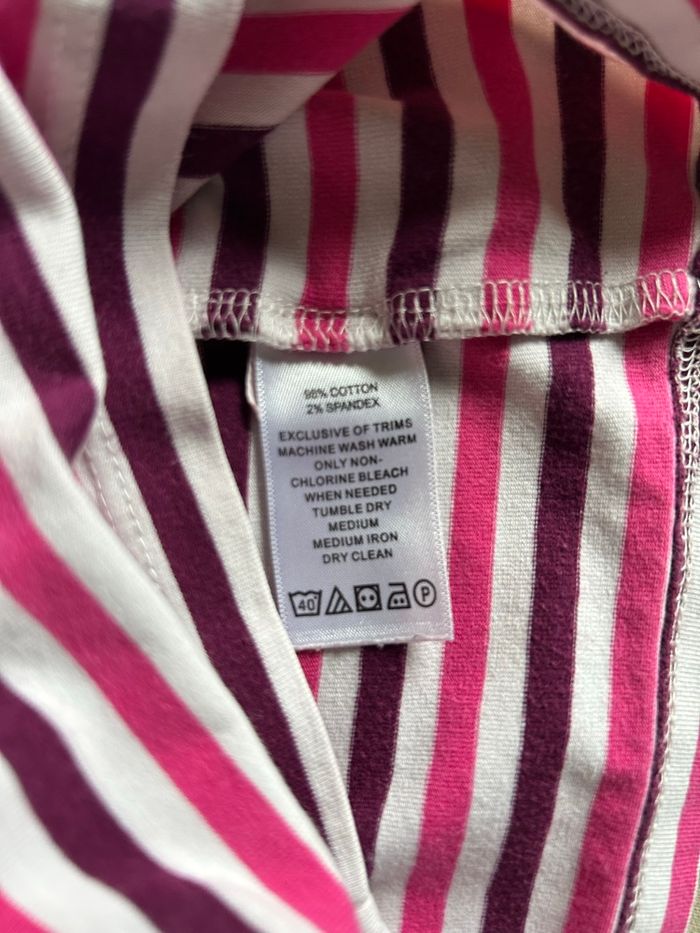 98% COTTON
2% SPANDEX
EXCLUSIVE OF TRIMS
MACHINE WASH WARM
ONLY NON-
CHLORINE BLEACH
WHEN NEEDED
TUMBLE DRY
MEDIUM
MEDIUM IRON
DRY CLEAN
40 P